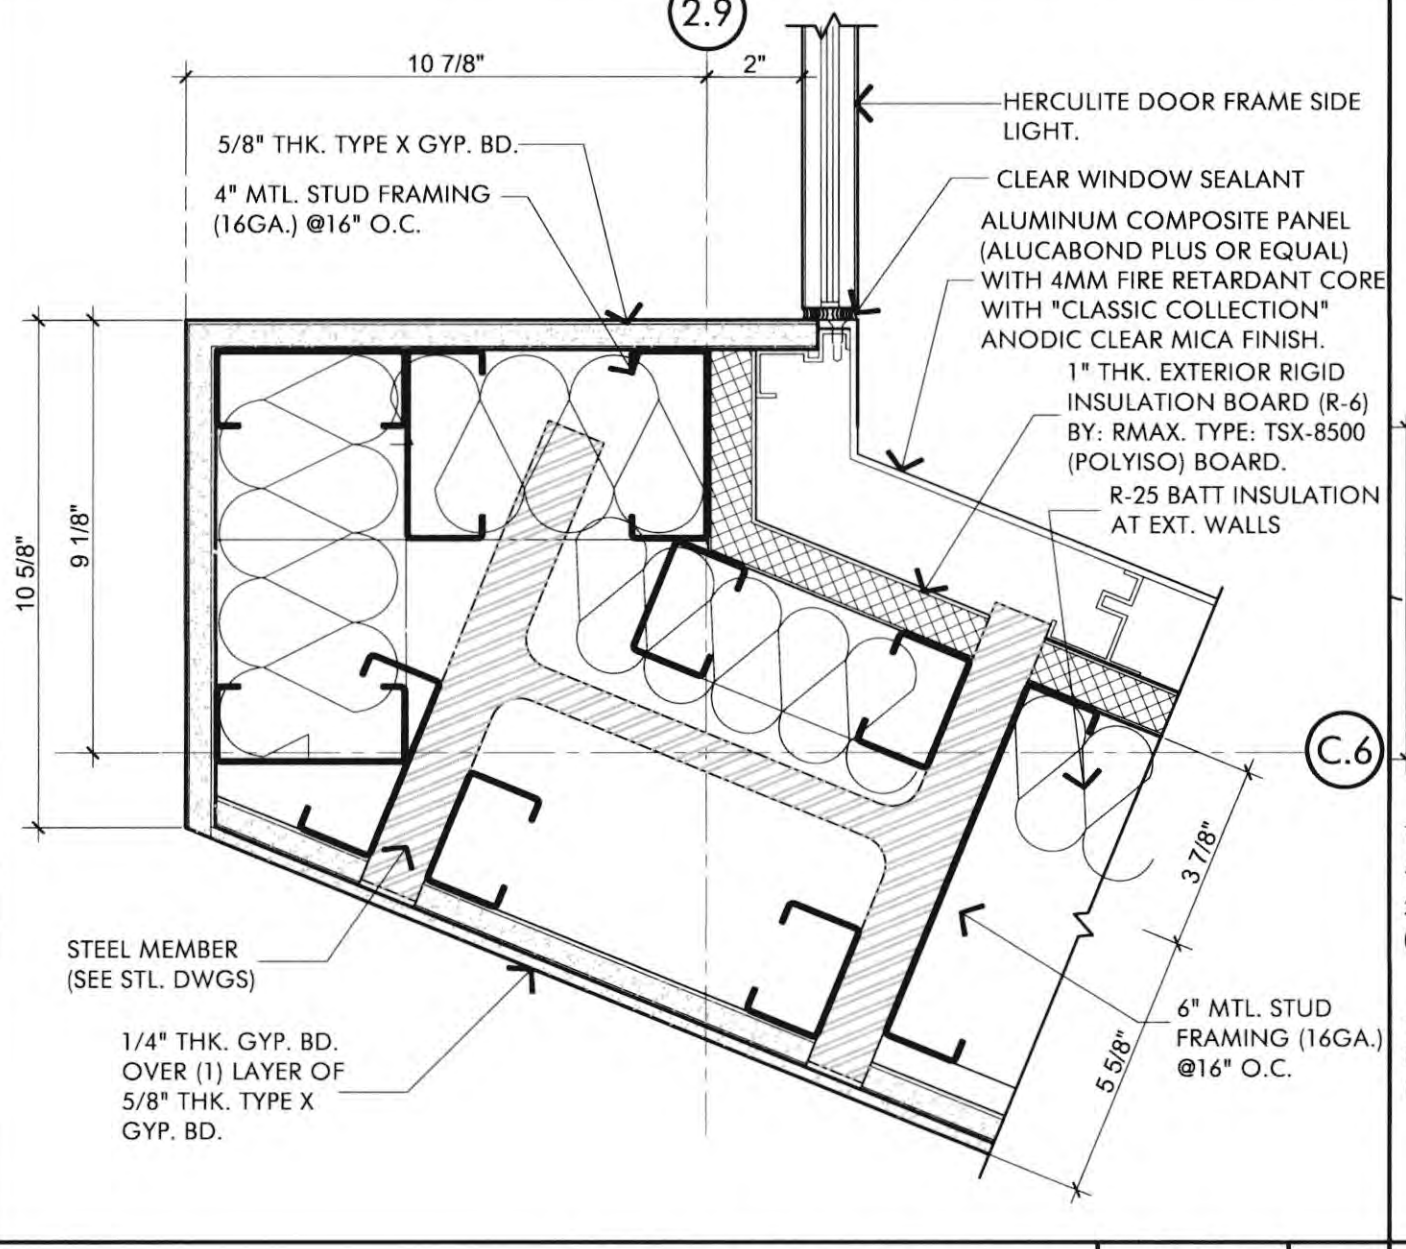 2.9
10 7/8"
2"
HERCULITE DOOR FRAME SIDE
LIGHT.
5/8" THK. TYPE X GYP. BD.
CLEAR WINDOW SEALANT
4" MTL. STUD FRAMING
(16GA.) @16" O.C.
ALUMINUM COMPOSITE PANEL
(ALUCABOND PLUS OR EQUAL)
WITH 4MM FIRE RETARDANT CORE
WITH "CLASSIC COLLECTION"
ANODIC CLEAR MICA FINISH.
1" THK. EXTERIOR RIGID
INSULATION BOARD (R-6)
BY: RMAX. TYPE: TSX-8500
(POLYISO) BOARD.
R-25 BATT INSULATION
AT EXT. WALLS
10 5/8"
9 1/8"
C.6
3 7/8"
5 5/8"
STEEL MEMBER
(SEE STL. DWGS)
6" MTL. STUD
FRAMING (16GA.)
@16" O.C.
1/4" THK. GYP. BD.
OVER (1) LAYER OF
5/8" THK. TYPE X
GYP. BD.